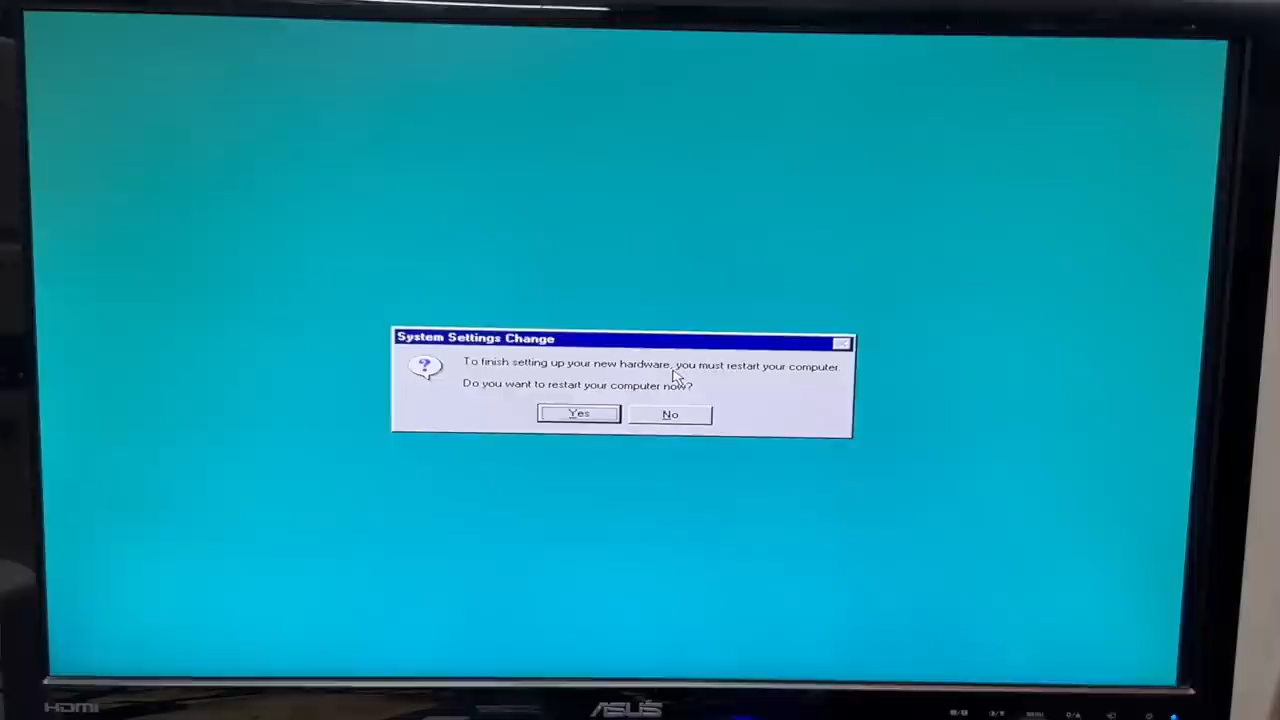 System Settings Change
To finish setting up your new hardware, you must restart your computer.
Do you want to restart your computer now?
Yes
No
HDMI
ASUS